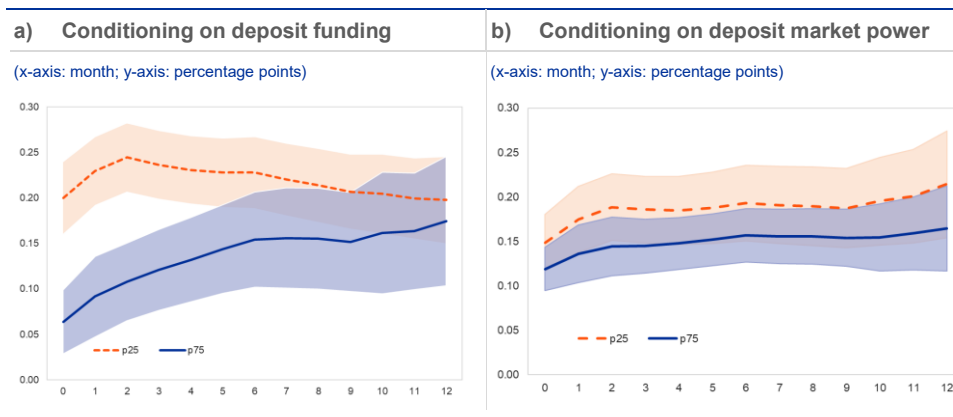 a) Conditioning on deposit funding
(x-axis: month; y-axis: percentage points)
0.30
0.25
0.20
0.15
0.10
0.05
0.00
p25 p75
0 1 2 3 4 5 6 7 8 9 10 11 12
b) Conditioning on deposit market power
(x-axis: month; y-axis: percentage points)
0.30
0.25
0.20
0.15
0.10
0.05
0.00
p25 p75
0 1 2 3 4 5 6 7 8 9 10 11 12